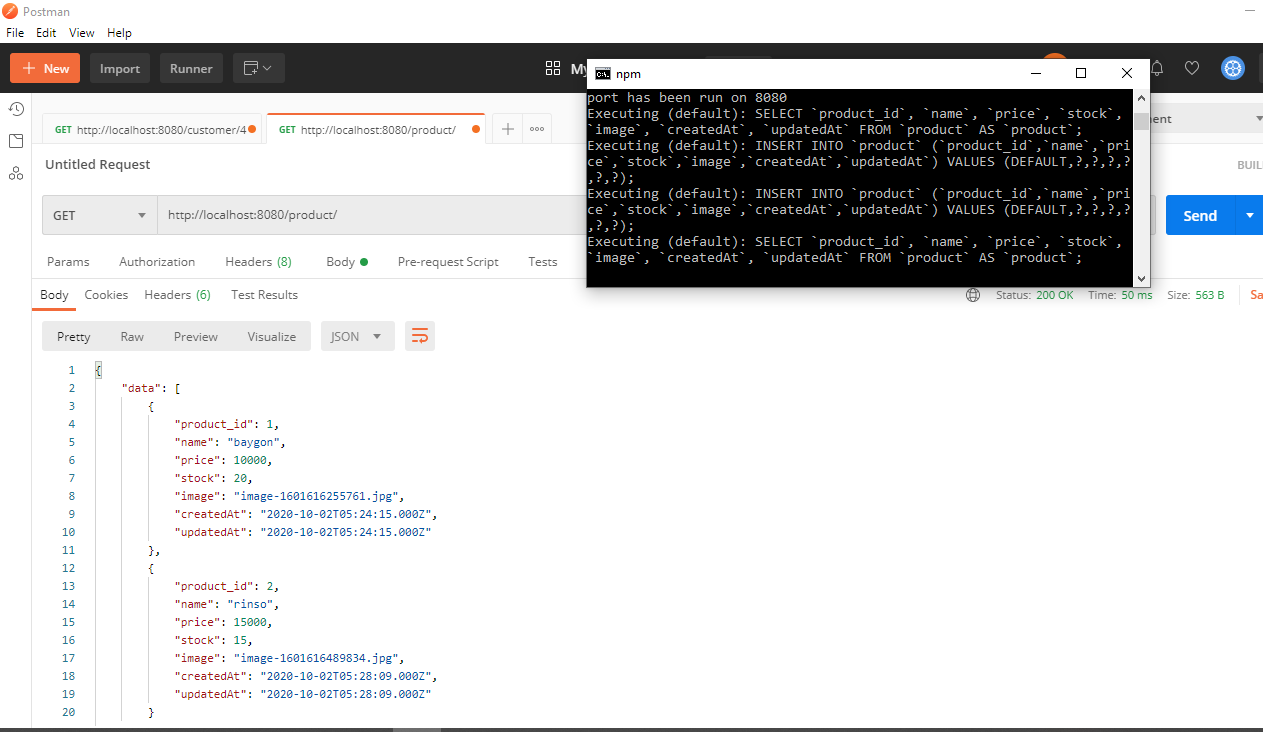 Postman
File Edit View Help
New Import Runner
My
GET http://localhost:8080/customer/4 GET http://localhost:8080/product/
Untitled Request
BUIL
GET http://localhost:8080/product/
Send
Params Authorization Headers (8) Body Pre-request Script Tests
npm
port has been run on 8080
Executing (default): SELECT `product_id`, `name`, `price`, `stock`,
`image`, `createdAt`, `updatedAt` FROM `product` AS `product`;
Executing (default): INSERT INTO `product` (`product_id`,`name`,`pri
ce`,`stock`,`image`,`createdAt`,`updatedAt`) VALUES (DEFAULT,?,?,?,?
,?,?);
Executing (default): INSERT INTO `product` (`product_id`,`name`,`pri
ce`,`stock`,`image`,`createdAt`,`updatedAt`) VALUES (DEFAULT,?,?,?,?
,?,?);
Executing (default): SELECT `product_id`, `name`, `price`, `stock`,
`image`, `createdAt`, `updatedAt` FROM `product` AS `product`;
ent
Body Cookies Headers (6) Test Results
Status: 200 OK Time: 50 ms Size: 563 B Sa
Pretty Raw Preview Visualize JSON
1 {
2 "data": [
3 {
4 "product_id": 1,
5 "name": "baygon",
6 "price": 10000,
7 "stock": 20,
8 "image": "image-1601616255761.jpg",
9 "createdAt": "2020-10-02T05:24:15.000Z",
10 "updatedAt": "2020-10-02T05:24:15.000Z"
11 },
12 {
13 "product_id": 2,
14 "name": "rinso",
15 "price": 15000,
16 "stock": 15,
17 "image": "image-1601616489834.jpg",
18 "createdAt": "2020-10-02T05:28:09.000Z",
19 "updatedAt": "2020-10-02T05:28:09.000Z"
20 }